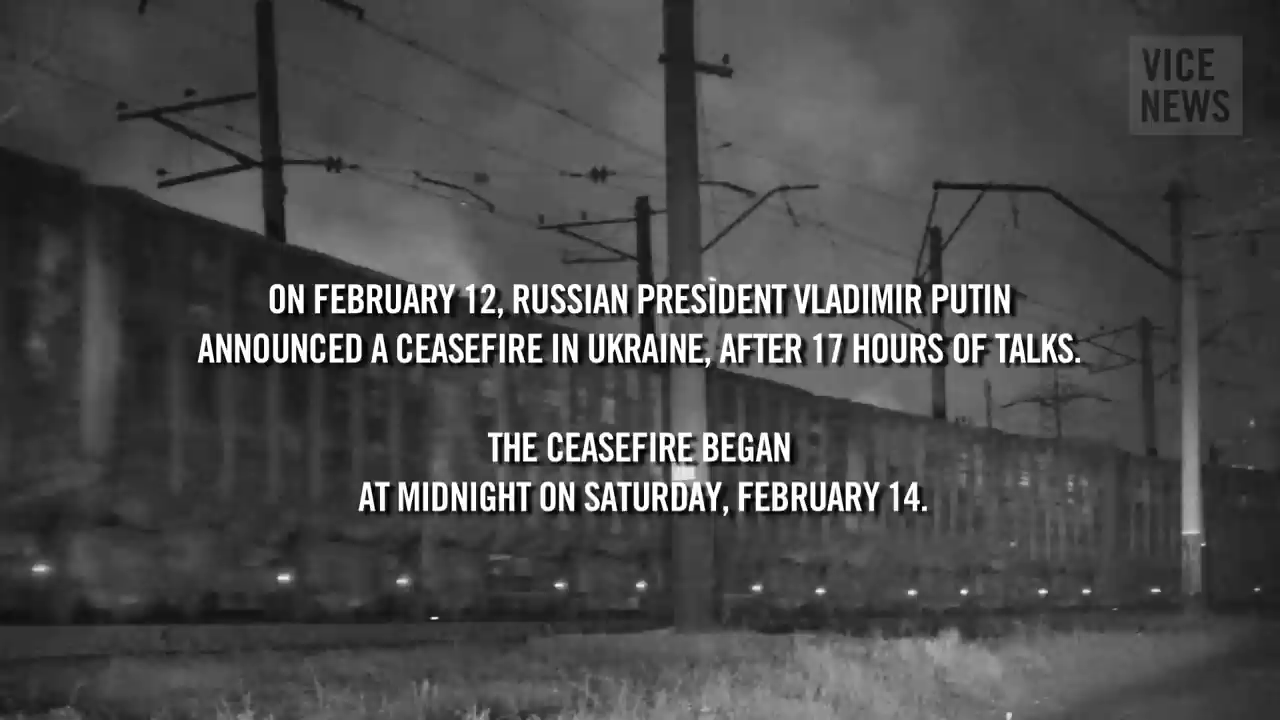 VICE
NEWS
ON FEBRUARY 12, RUSSIAN PRESIDENT VLADIMIR PUTIN
ANNOUNCED A CEASEFIRE IN UKRAINE, AFTER 17 HOURS OF TALKS.
THE CEASEFIRE BEGAN
AT MIDNIGHT ON SATURDAY, FEBRUARY 14.